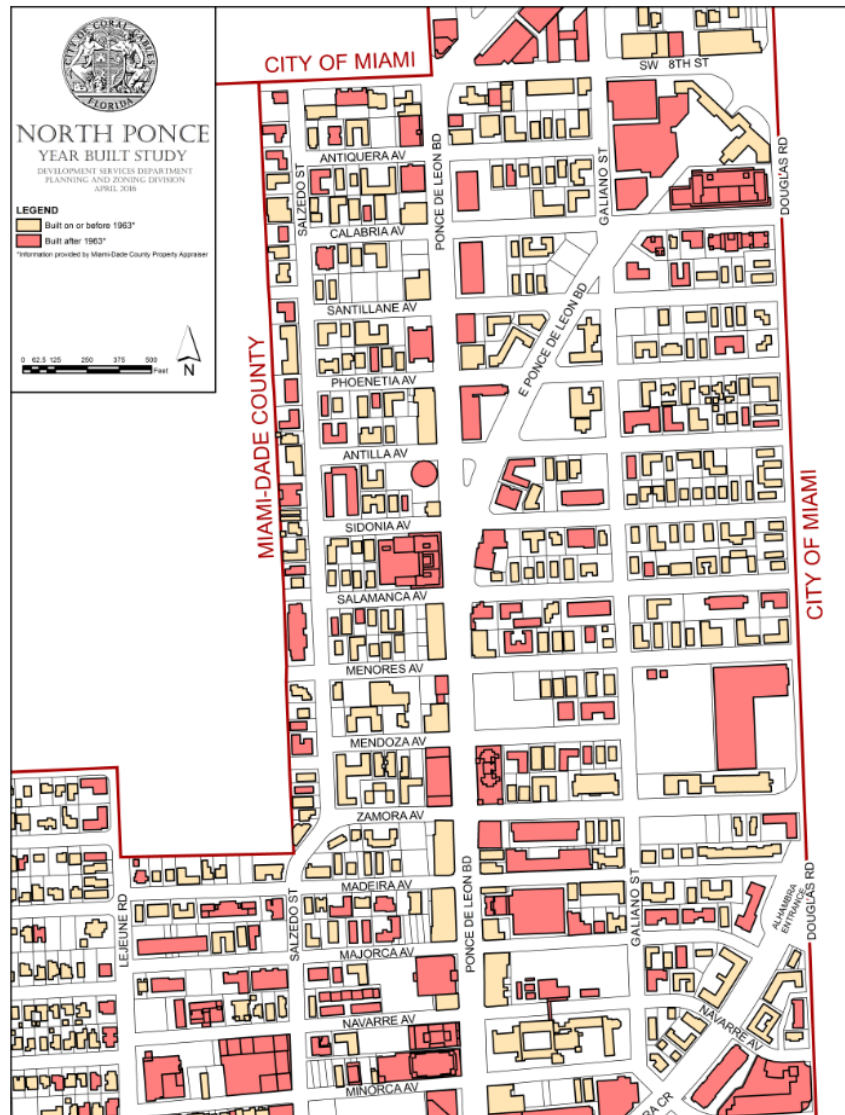 CITY OF CORAL GABLES
FLORIDA
NORTH PONCE
YEAR BUILT STUDY
DEVELOPMENT SERVICES DEPARTMENT
PLANNING AND ZONING DIVISION
APRIL 2016
LEGEND
Built on or before 1963*
Built after 1963*
*Information provided by Miami-Dade County Property Appraiser
0 62.5 125 250 375 500
Feet
N
CITY OF MIAMI
SW 8TH ST
ANTIQUERA AV
SALZEDO ST
PONCE DE LEON BD
GALIANO ST
DOUGLAS RD
CALABRIA AV
SANTILLANE AV
E PONCE DE LEON BD
MIAMI-DADE COUNTY
PHOENETIA AV
ANTILLA AV
CITY OF MIAMI
SIDONIA AV
SALAMANCA AV
MENORES AV
MENDOZA AV
ZAMORA AV
MADEIRA AV
LEJEUNE RD
SALZEDO ST
PONCE DE LEON BD
GALIANO ST
ALHAMBRA
ENTRANCE
DOUGLAS RD
MAJORCA AV
NAVARRE AV
NAVARRE AV
MINORCA AV
CR